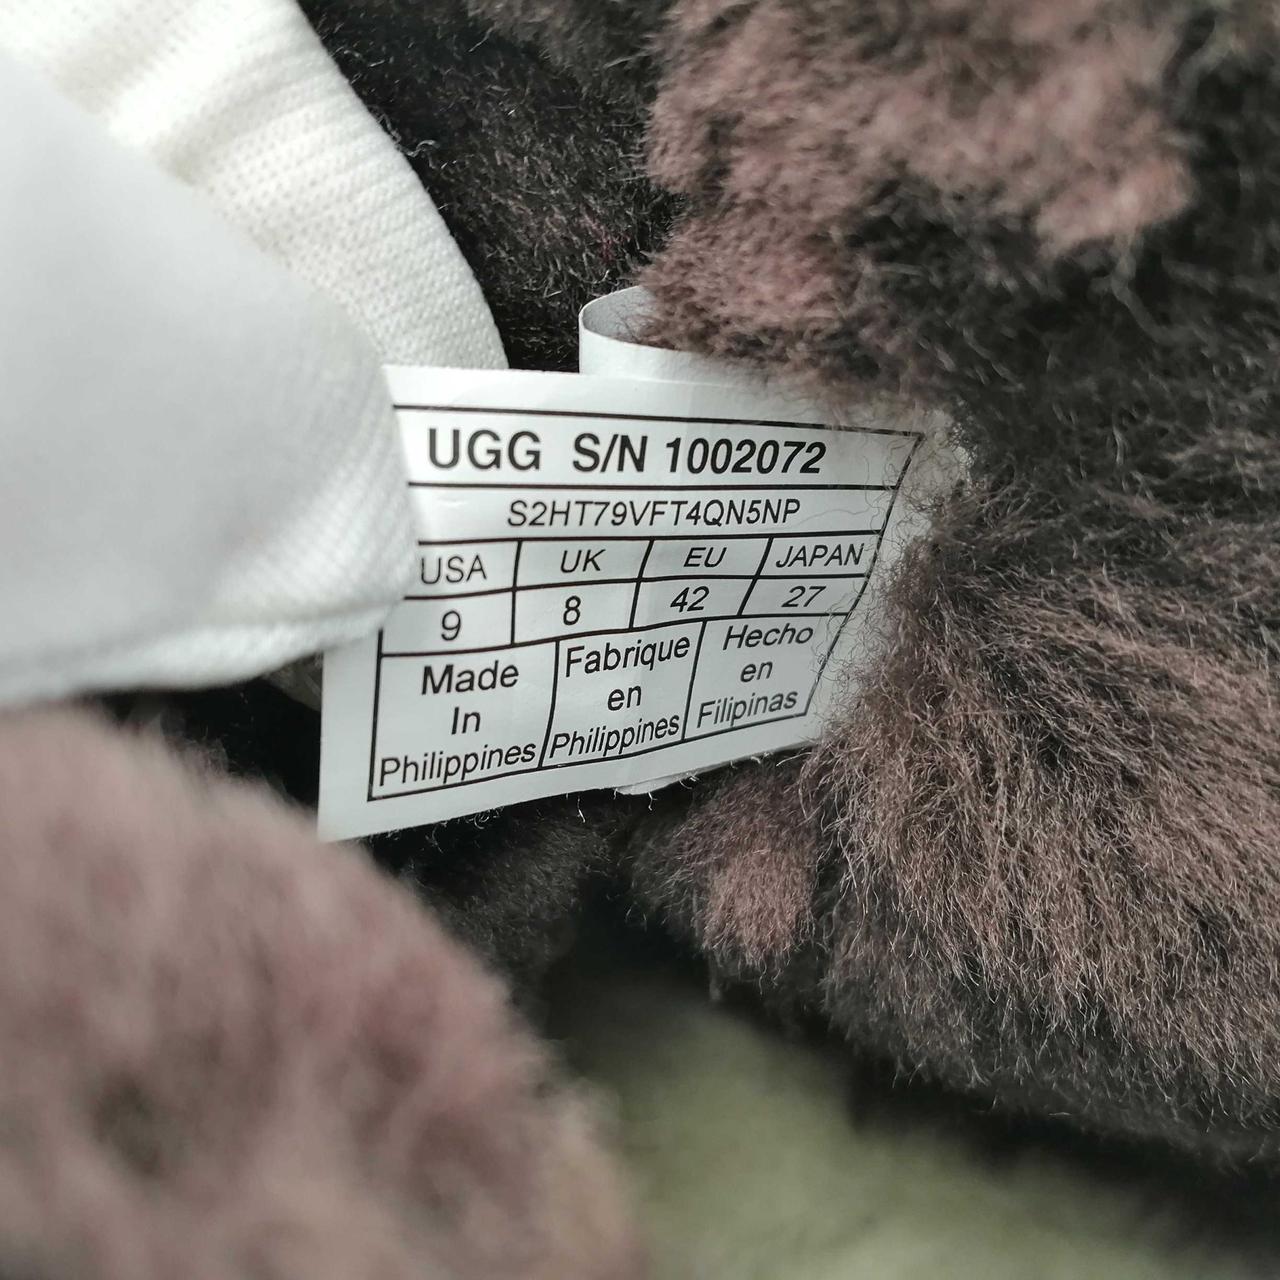 UGG S/N 1002072
S2HT79VFT4QN5NP
USA UK EU JAPAN
9 8 42 27
Made
In
Philippines
Fabrique
en
Philippines
Hecho
en
Filipinas